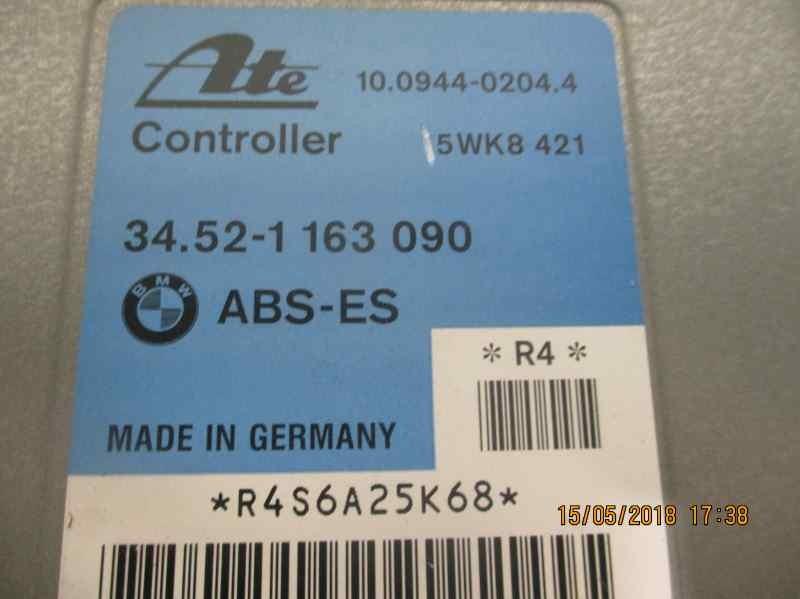 Ate
10.0944-0204.4
Controller
5WK8 421
34.52-1 163 090
BMW
ABS-ES
* R4 *
MADE IN GERMANY
*R4S6A25K68*
15/05/2018 17:38